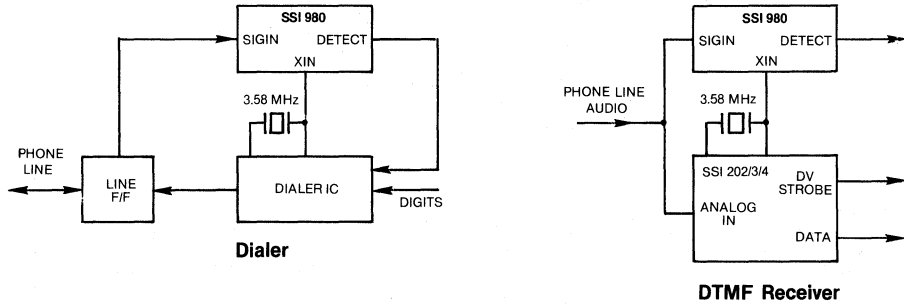 SSI 980
SIGIN DETECT
XIN
3.58 MHz
PHONE
LINE
LINE
F/F
DIALER IC
DIGITS
Dialer
SSI 980
SIGIN DETECT
XIN
PHONE LINE
AUDIO
3.58 MHz
SSI 202/3/4
DV
STROBE
ANALOG
IN
DATA
DTMF Receiver